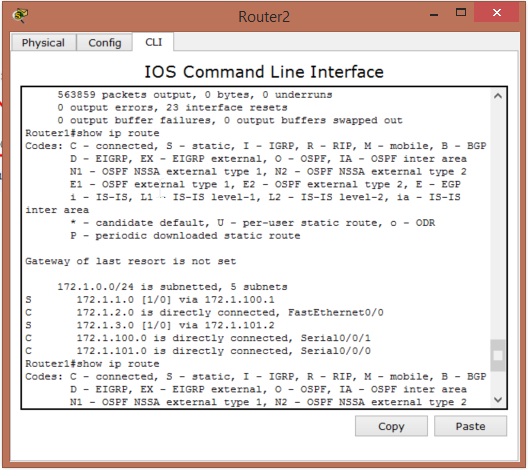 Router2
Physical Config CLI
IOS Command Line Interface
563859 packets output, 0 bytes, 0 underruns
0 output errors, 23 interface resets
0 output buffer failures, 0 output buffers swapped out
Router1#show ip route
Codes: C - connected, S - static, I - IGRP, R - RIP, M - mobile, B - BGP
D - EIGRP, EX - EIGRP external, O - OSPF, IA - OSPF inter area
N1 - OSPF NSSA external type 1, N2 - OSPF NSSA external type 2
E1 - OSPF external type 1, E2 - OSPF external type 2, E - EGP
i - IS-IS, L1 - IS-IS level-1, L2 - IS-IS level-2, ia - IS-IS
inter area
* - candidate default, U - per-user static route, o - ODR
P - periodic downloaded static route
Gateway of last resort is not set
172.1.0.0/24 is subnetted, 5 subnets
S 172.1.1.0 [1/0] via 172.1.100.1
C 172.1.2.0 is directly connected, FastEthernet0/0
S 172.1.3.0 [1/0] via 172.1.101.2
C 172.1.100.0 is directly connected, Serial0/0/1
C 172.1.101.0 is directly connected, Serial0/0/0
Router1#show ip route
Codes: C - connected, S - static, I - IGRP, R - RIP, M - mobile, B - BGP
D - EIGRP, EX - EIGRP external, O - OSPF, IA - OSPF inter area
N1 - OSPF NSSA external type 1, N2 - OSPF NSSA external type 2
Copy Paste